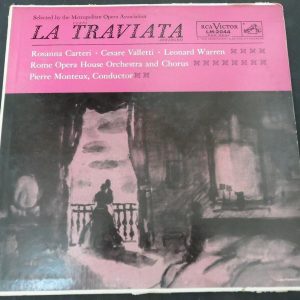 Selected by the Metropolitan Opera Association
LA TRAVIATA
RCA VICTOR
LM-2044
Rosanna Carteri · Cesare Valletti · Leonard Warren
Rome Opera House Orchestra and Chorus
Pierre Monteux, Conductor